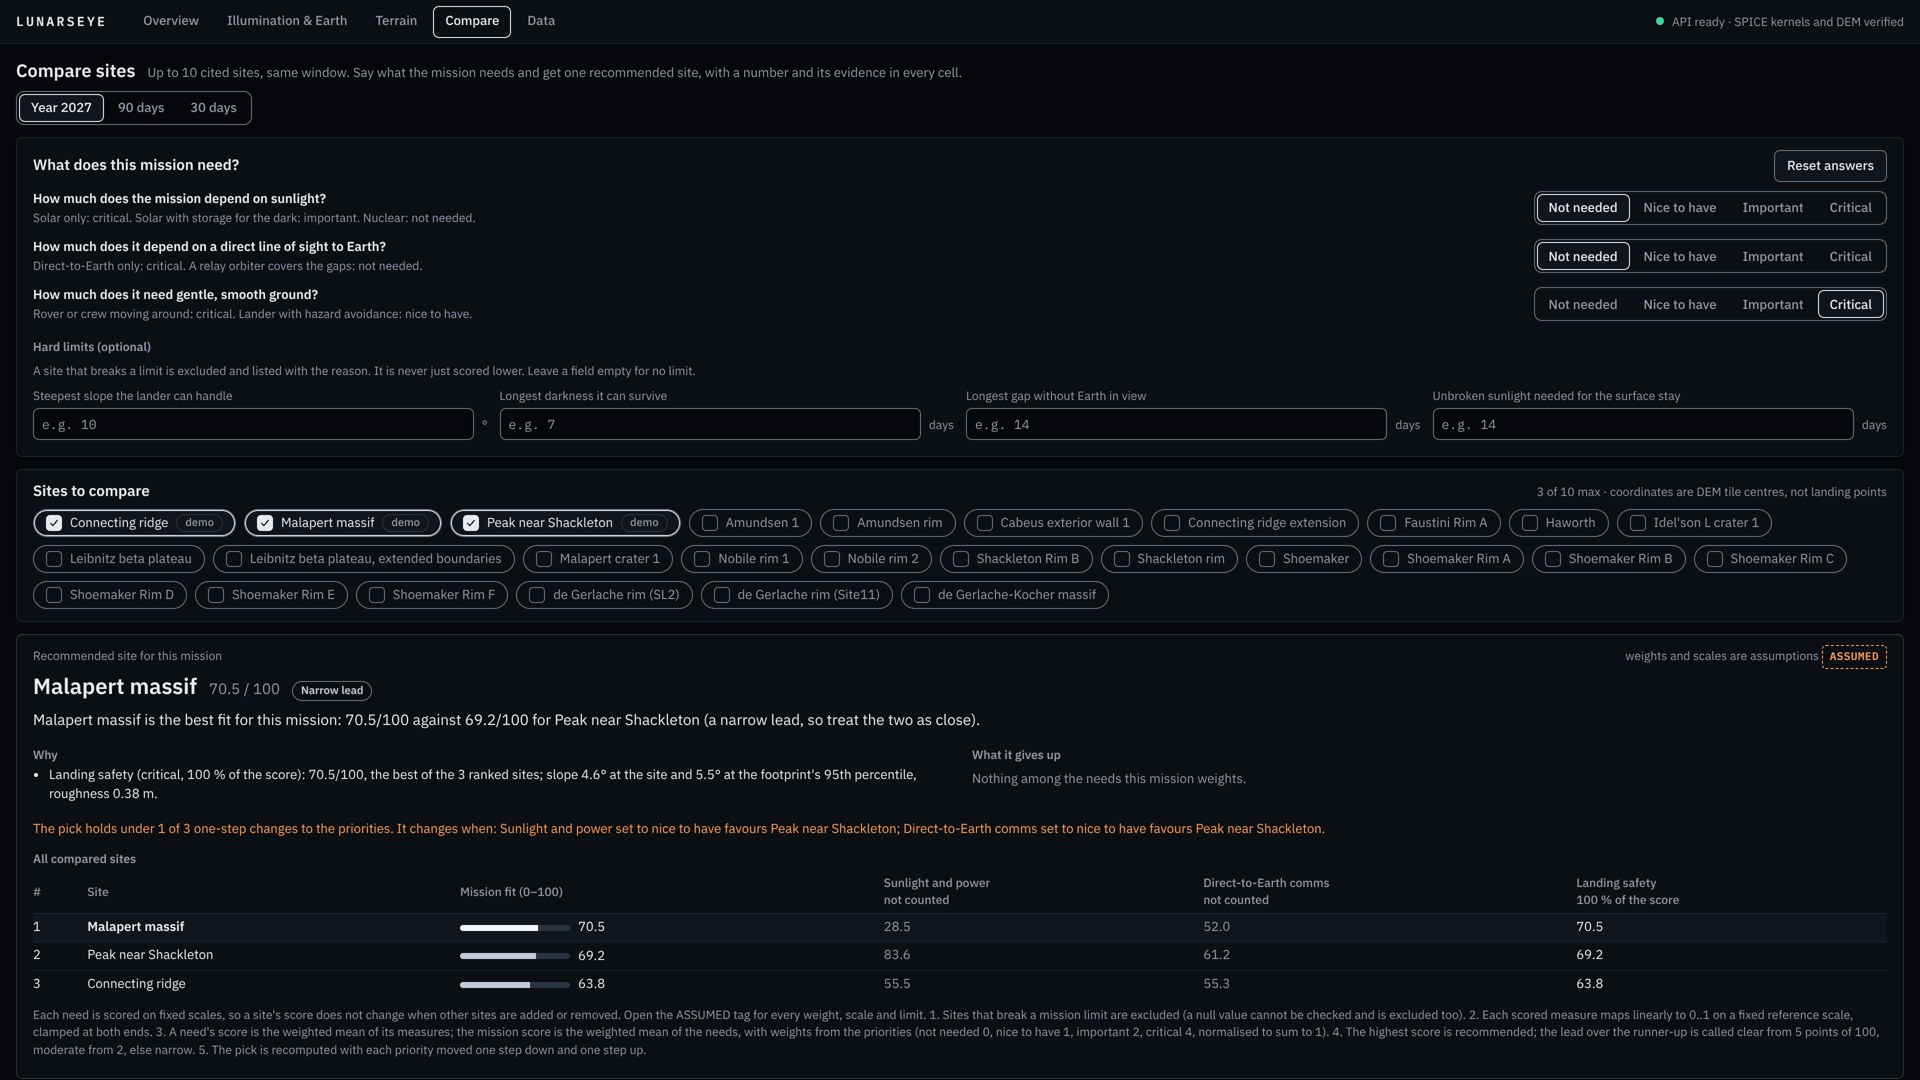 LUNARSEYE Overview Illumination & Earth Terrain Compare Data API ready · SPICE kernels and DEM verified
Compare sites Up to 10 cited sites, same window. Say what the mission needs and get one recommended site, with a number and its evidence in every cell.
Year 2027 90 days 30 days
What does this mission need? Reset answers
How much does the mission depend on sunlight?
Solar only: critical. Solar with storage for the dark: important. Nuclear: not needed.
Not needed Nice to have Important Critical
How much does it depend on a direct line of sight to Earth?
Direct-to-Earth only: critical. A relay orbiter covers the gaps: not needed.
Not needed Nice to have Important Critical
How much does it need gentle, smooth ground?
Rover or crew moving around: critical. Lander with hazard avoidance: nice to have.
Not needed Nice to have Important Critical
Hard limits (optional)
A site that breaks a limit is excluded and listed with the reason. It is never just scored lower. Leave a field empty for no limit.
Steepest slope the lander can handle Longest darkness it can survive Longest gap without Earth in view Unbroken sunlight needed for the surface stay
e.g. 10 ° e.g. 7 days e.g. 14 days e.g. 14 days
Sites to compare 3 of 10 max · coordinates are DEM tile centres, not landing points
Connecting ridge demo Malapert massif demo Peak near Shackleton demo Amundsen 1 Amundsen rim Cabeus exterior wall 1 Connecting ridge extension Faustini Rim A Haworth Idel'son L crater 1
Leibnitz beta plateau Leibnitz beta plateau, extended boundaries Malapert crater 1 Nobile rim 1 Nobile rim 2 Shackleton Rim B Shackleton rim Shoemaker Shoemaker Rim A Shoemaker Rim B Shoemaker Rim C
Shoemaker Rim D Shoemaker Rim E Shoemaker Rim F de Gerlache rim (SL2) de Gerlache rim (Site11) de Gerlache-Kocher massif
Recommended site for this mission weights and scales are assumptions ASSUMED
Malapert massif 70.5 / 100 Narrow lead
Malapert massif is the best fit for this mission: 70.5/100 against 69.2/100 for Peak near Shackleton (a narrow lead, so treat the two as close).
Why
• Landing safety (critical, 100 % of the score): 70.5/100, the best of the 3 ranked sites; slope 4.6° at the site and 5.5° at the footprint's 95th percentile,
roughness 0.38 m.
What it gives up
Nothing among the needs this mission weights.
The pick holds under 1 of 3 one-step changes to the priorities. It changes when: Sunlight and power set to nice to have favours Peak near Shackleton; Direct-to-Earth comms set to nice to have favours Peak near Shackleton.
All compared sites
# Site Mission fit (0–100) Sunlight and power not counted Direct-to-Earth comms not counted Landing safety 100 % of the score
1 Malapert massif 70.5 28.5 52.0 70.5
2 Peak near Shackleton 69.2 83.6 61.2 69.2
3 Connecting ridge 63.8 55.5 55.3 63.8
Each need is scored on fixed scales, so a site's score does not change when other sites are added or removed. Open the ASSUMED tag for every weight, scale and limit. 1. Sites that break a mission limit are excluded (a null value cannot be checked and is excluded too). 2. Each scored measure maps linearly to 0..1 on a fixed reference scale,
clamped at both ends. 3. A need's score is the weighted mean of its measures; the mission score is the weighted mean of the needs, with weights from the priorities (not needed 0, nice to have 1, important 2, critical 4, normalised to sum to 1). 4. The highest score is recommended; the lead over the runner-up is called clear from 5 points of 100,
moderate from 2, else narrow. 5. The pick is recomputed with each priority moved one step down and one step up.